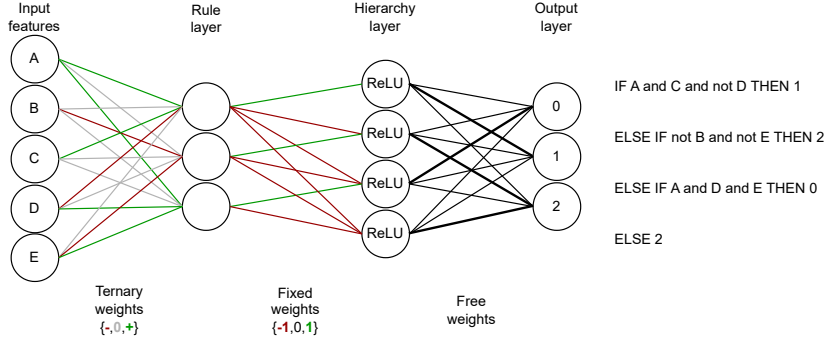 Input
features
Rule
layer
Hierarchy
layer
Output
layer
A
B
C
D
E
ReLU
ReLU
ReLU
ReLU
0
1
2
IF A and C and not D THEN 1
ELSE IF not B and not E THEN 2
ELSE IF A and D and E THEN 0
ELSE 2
Ternary
weights
{-,0,+}
Fixed
weights
{-1,0,1}
Free
weights